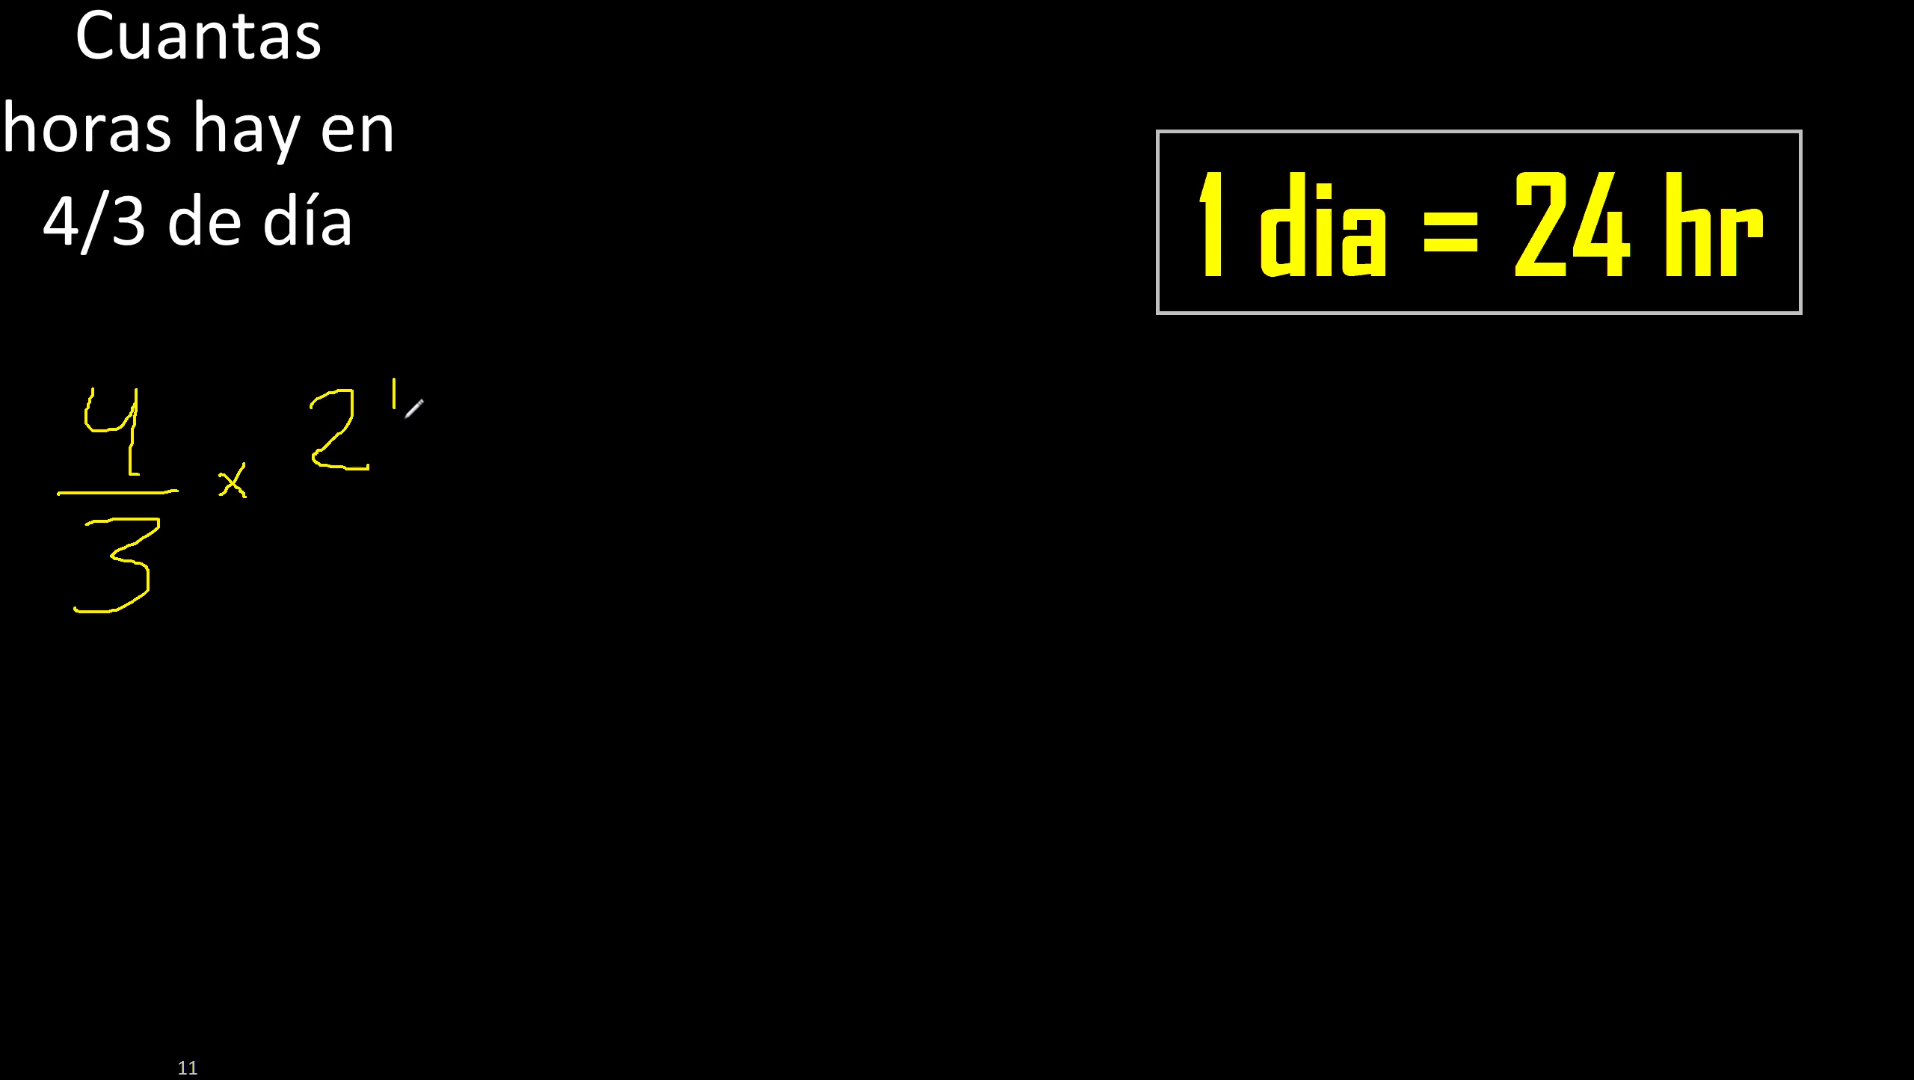 Cuantas
horas hay en
4/3 de día
1 dia = 24 hr
4
3
x 2
11